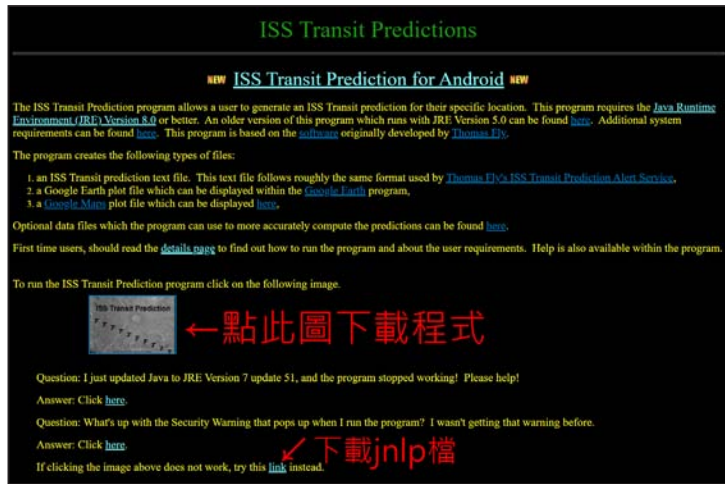 ISS Transit Predictions
NEW ISS Transit Prediction for Android NEW
The ISS Transit Prediction program allows a user to generate an ISS Transit prediction for their specific location. This program requires the Java Runtime
Environment (JRE) Version 8.0 or better. An older version of this program which runs with JRE Version 5.0 can be found here. Additional system
requirements can be found here. This program is based on the software originally developed by Thomas Fly.
The program creates the following types of files:
1. an ISS Transit prediction text file. This text file follows roughly the same format used by Thomas Fly's ISS Transit Prediction Alert Service,
2. a Google Earth plot file which can be displayed within the Google Earth program,
3. a Google Maps plot file which can be displayed here,
Optional data files which the program can use to more accurately compute the predictions can be found here.
First time users, should read the details page to find out how to run the program and about the user requirements. Help is also available within the program.
To run the ISS Transit Prediction program click on the following image.
ISS Transit Prediction
←點此圖下載程式
Question: I just updated Java to JRE Version 7 update 51, and the program stopped working! Please help!
Answer: Click here.
Question: What's up with the Security Warning that pops up when I run the program? I wasn't getting that warning before.
Answer: Click here.
↙下載jnlp檔
If clicking the image above does not work, try this link instead.